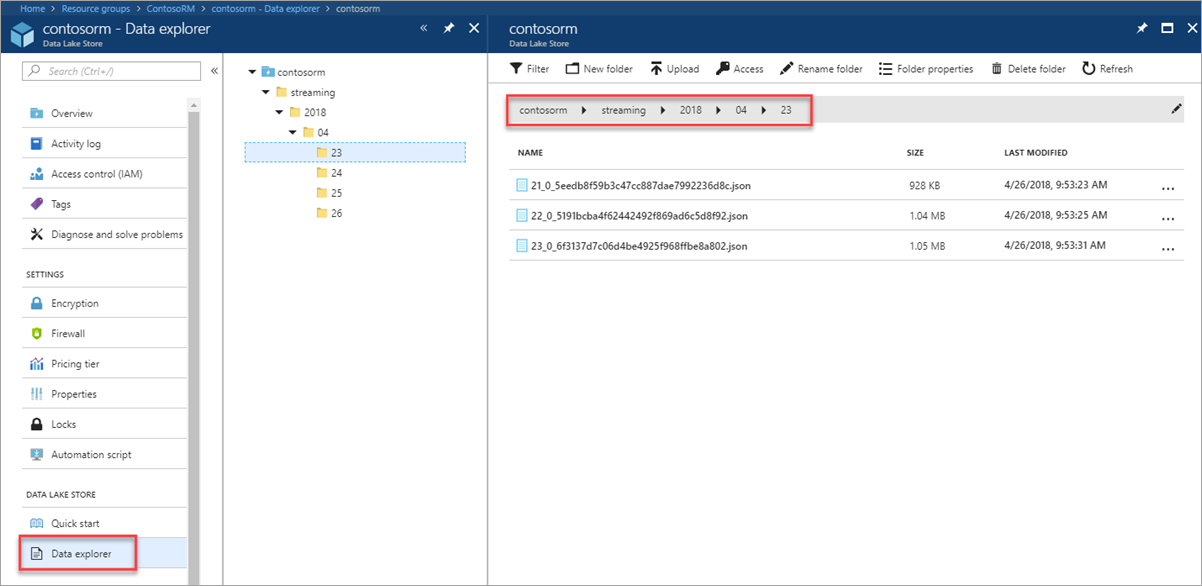 Home > Resource groups > ContosoRM > contosorm - Data explorer > contosorm
contosorm - Data explorer
Data Lake Store
Search (Ctrl+/)
Overview
Activity log
Access control (IAM)
Tags
Diagnose and solve problems
SETTINGS
Encryption
Firewall
Pricing tier
Properties
Locks
Automation script
DATA LAKE STORE
Quick start
Data explorer
contosorm
streaming
2018
04
23
24
25
26
contosorm
Data Lake Store
Filter New folder Upload Access Rename folder Folder properties Delete folder Refresh
contosorm streaming 2018 04 23
NAME SIZE LAST MODIFIED
21_0_5eedb8f59b3c47cc887dae7992236d8c.json 928 KB 4/26/2018, 9:53:23 AM ...
22_0_5191bcba4f62442492f869ad6c5d8f92.json 1.04 MB 4/26/2018, 9:53:25 AM ...
23_0_6f3137d7c06d4be4925f968ffbe8a802.json 1.05 MB 4/26/2018, 9:53:31 AM ...